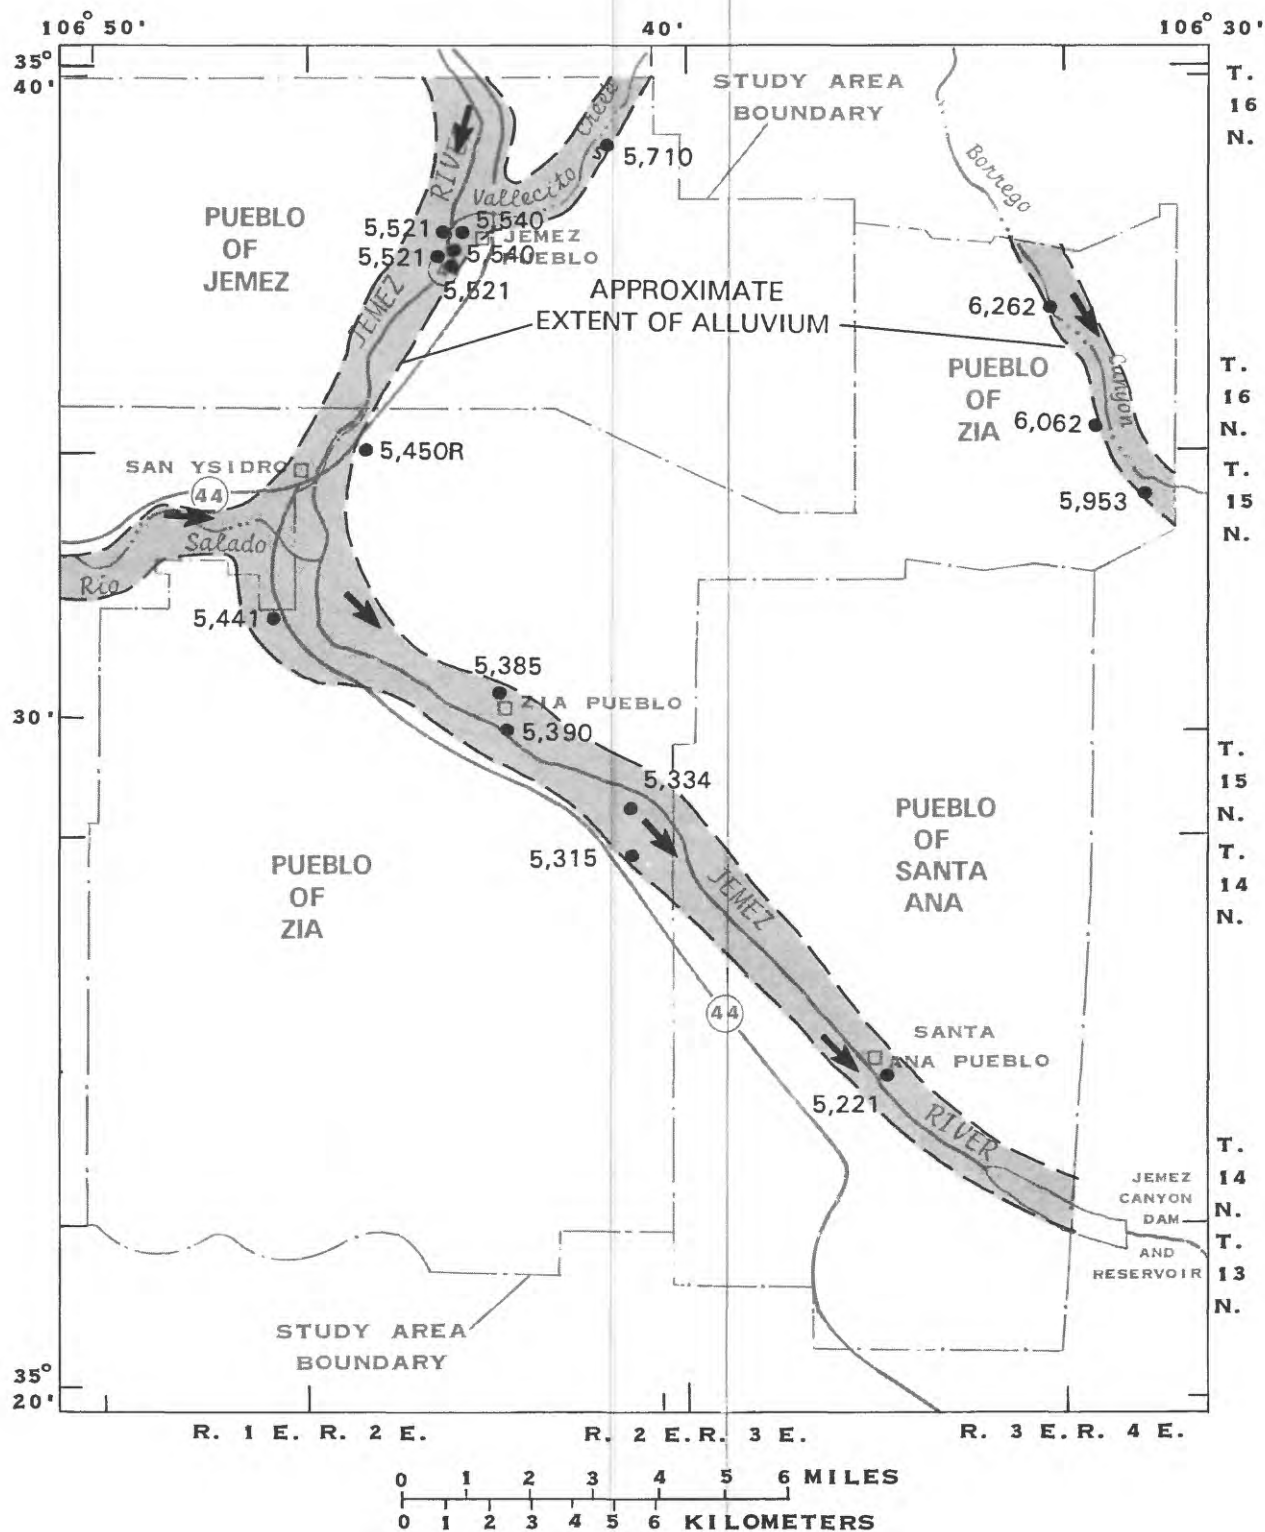 106° 50'
40'
106° 30'
35°
40'
T.
16
N.
STUDY AREA
BOUNDARY
Creek
5,710
Borrego
RIVER
Vallecito
PUEBLO
OF
JEMEZ
5,521
5,540
JEMEZ
PUEBLO
5,540
5,521
5,521
JEMEZ
APPROXIMATE
EXTENT OF ALLUVIUM
6,262
PUEBLO
OF
ZIA
Canyon
6,062
5,953
T.
16
N.
T.
15
N.
5,450R
SAN YSIDRO
44
Salado
Rio
5,441
5,385
ZIA PUEBLO
5,390
30'
5,334
5,315
T.
15
N.
T.
14
N.
PUEBLO
OF
SANTA
ANA
PUEBLO
OF
ZIA
JEMEZ
44
SANTA
ANA PUEBLO
5,221
RIVER
T.
14
N.
T.
13
N.
JEMEZ
CANYON
DAM
AND
RESERVOIR
STUDY AREA
BOUNDARY
35°
20'
R. 1 E. R. 2 E.
R. 2 E. R. 3 E.
R. 3 E. R. 4 E.
0 1 2 3 4 5 6 MILES
0 1 2 3 4 5 6 KILOMETERS